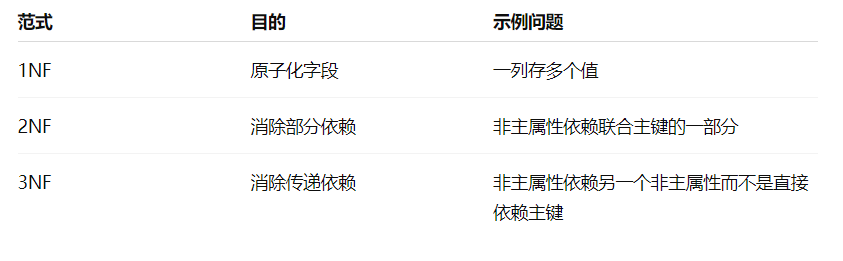 范式 目的 示例问题
1NF 原子化字段 一列存多个值
2NF 消除部分依赖 非主属性依赖联合主键的一部分
3NF 消除传递依赖 非主属性依赖另一个非主属性而不是直接
依赖主键